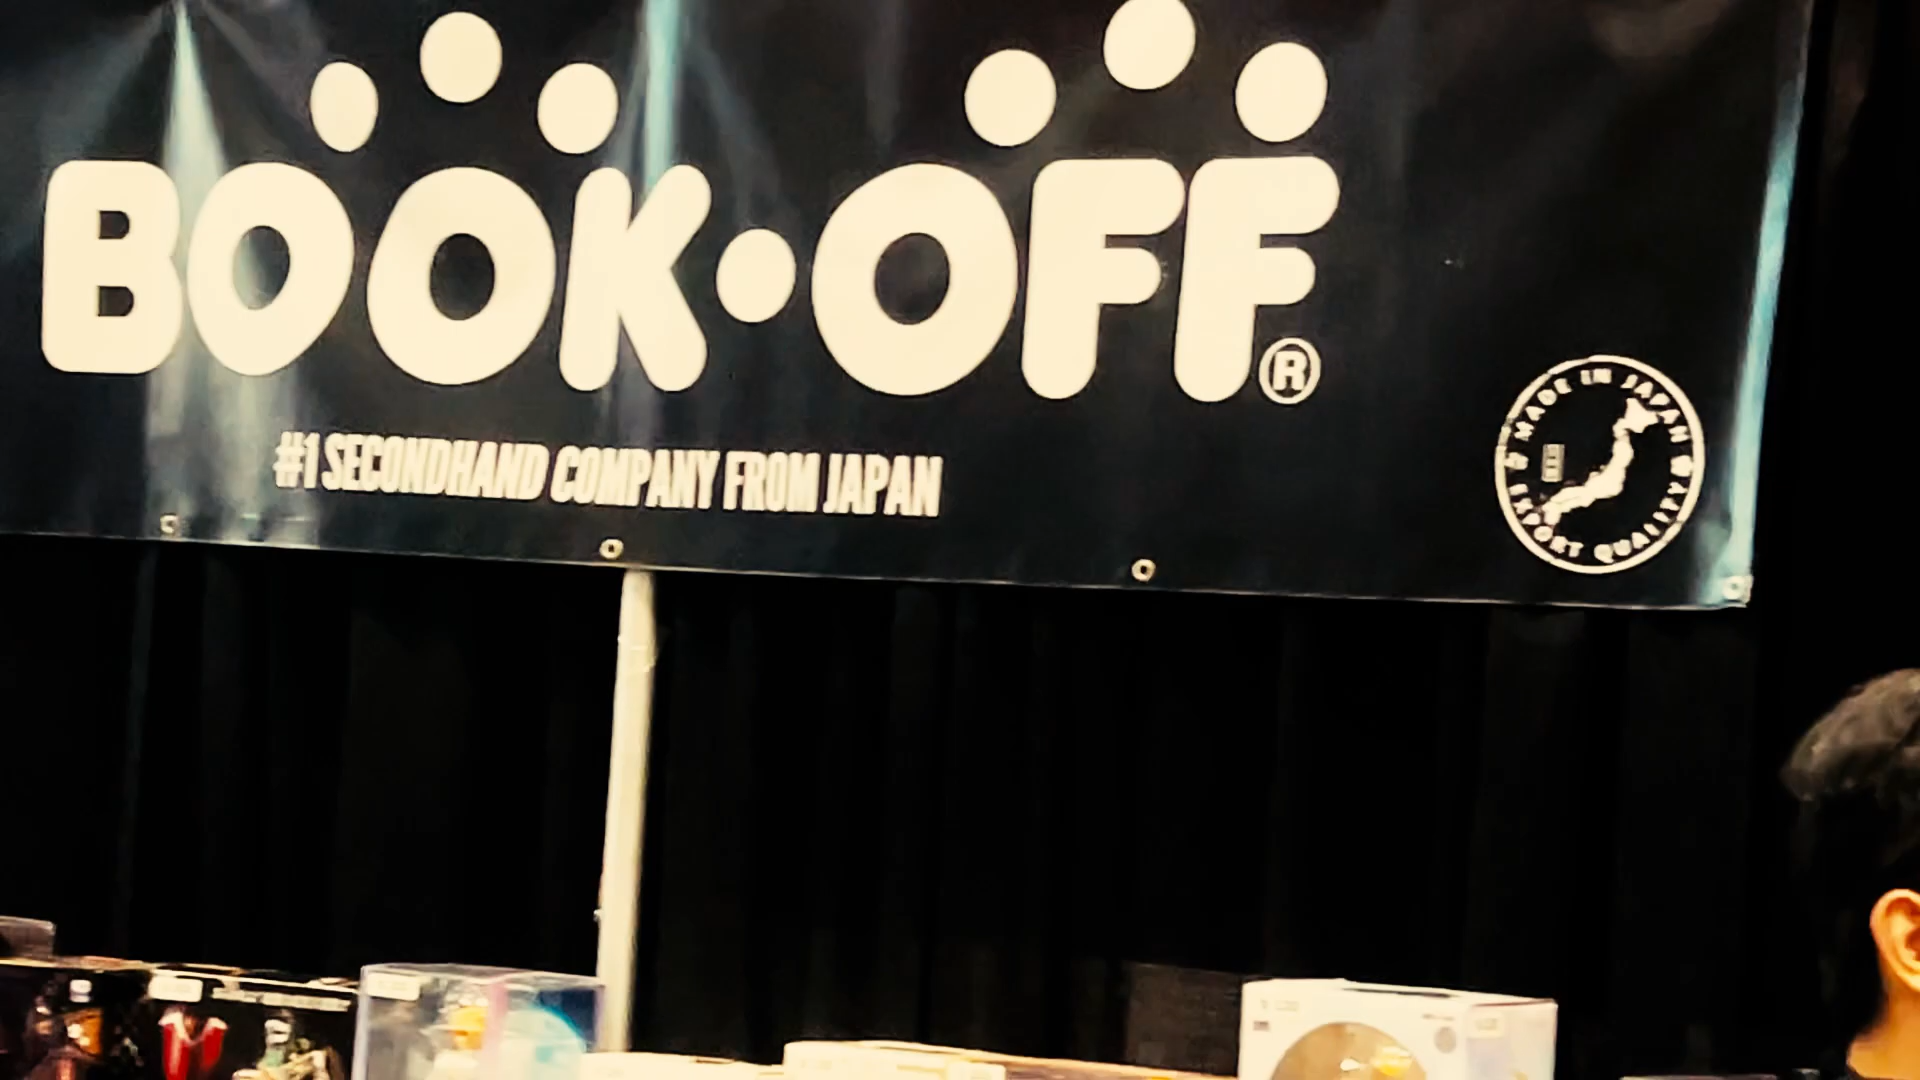 BOOK·OFF®
#1 SECONDHAND COMPANY FROM JAPAN
MADE IN JAPAN
EXPORT QUALITY